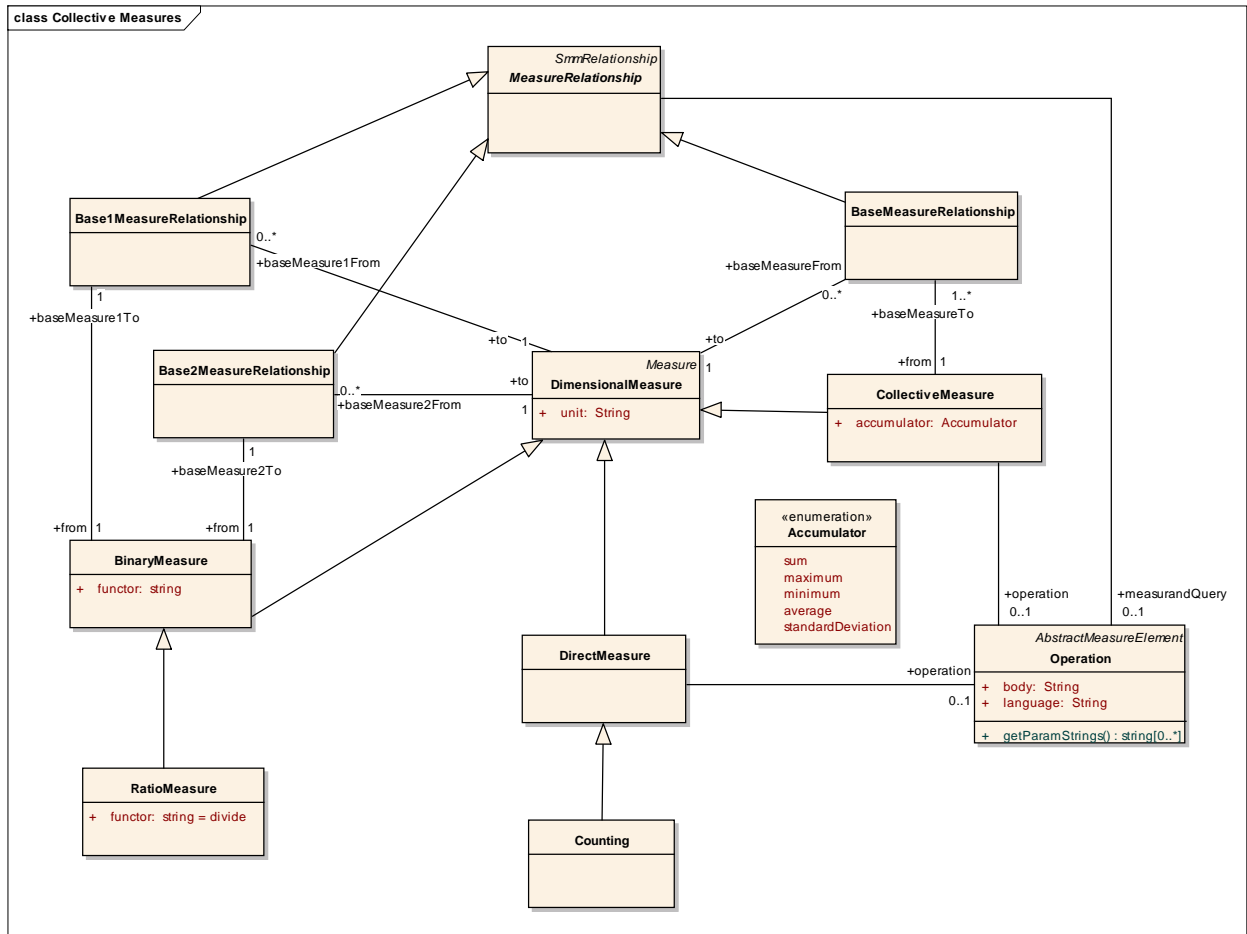 class Collective Measures
SmmRelationship
MeasureRelationship
Base1MeasureRelationship
BaseMeasureRelationship
0..*
+baseMeasure1From
+baseMeasureFrom
0..*
1
+baseMeasure1To
1..*
+baseMeasureTo
+to
1
+to
1
Base2MeasureRelationship
Measure
DimensionalMeasure
+ unit: String
+from
1
0..*
+baseMeasure2From
+to
1
CollectiveMeasure
+ accumulator: Accumulator
1
+baseMeasure2To
+from
1
+from
1
BinaryMeasure
+ functor: string
«enumeration»
Accumulator
sum
maximum
minimum
average
standardDeviation
+operation
0..1
+measurandQuery
0..1
DirectMeasure
AbstractMeasureElement
Operation
+ body: String
+ language: String
+ getParamStrings() : string[0..*]
+operation
0..1
RatioMeasure
+ functor: string = divide
Counting